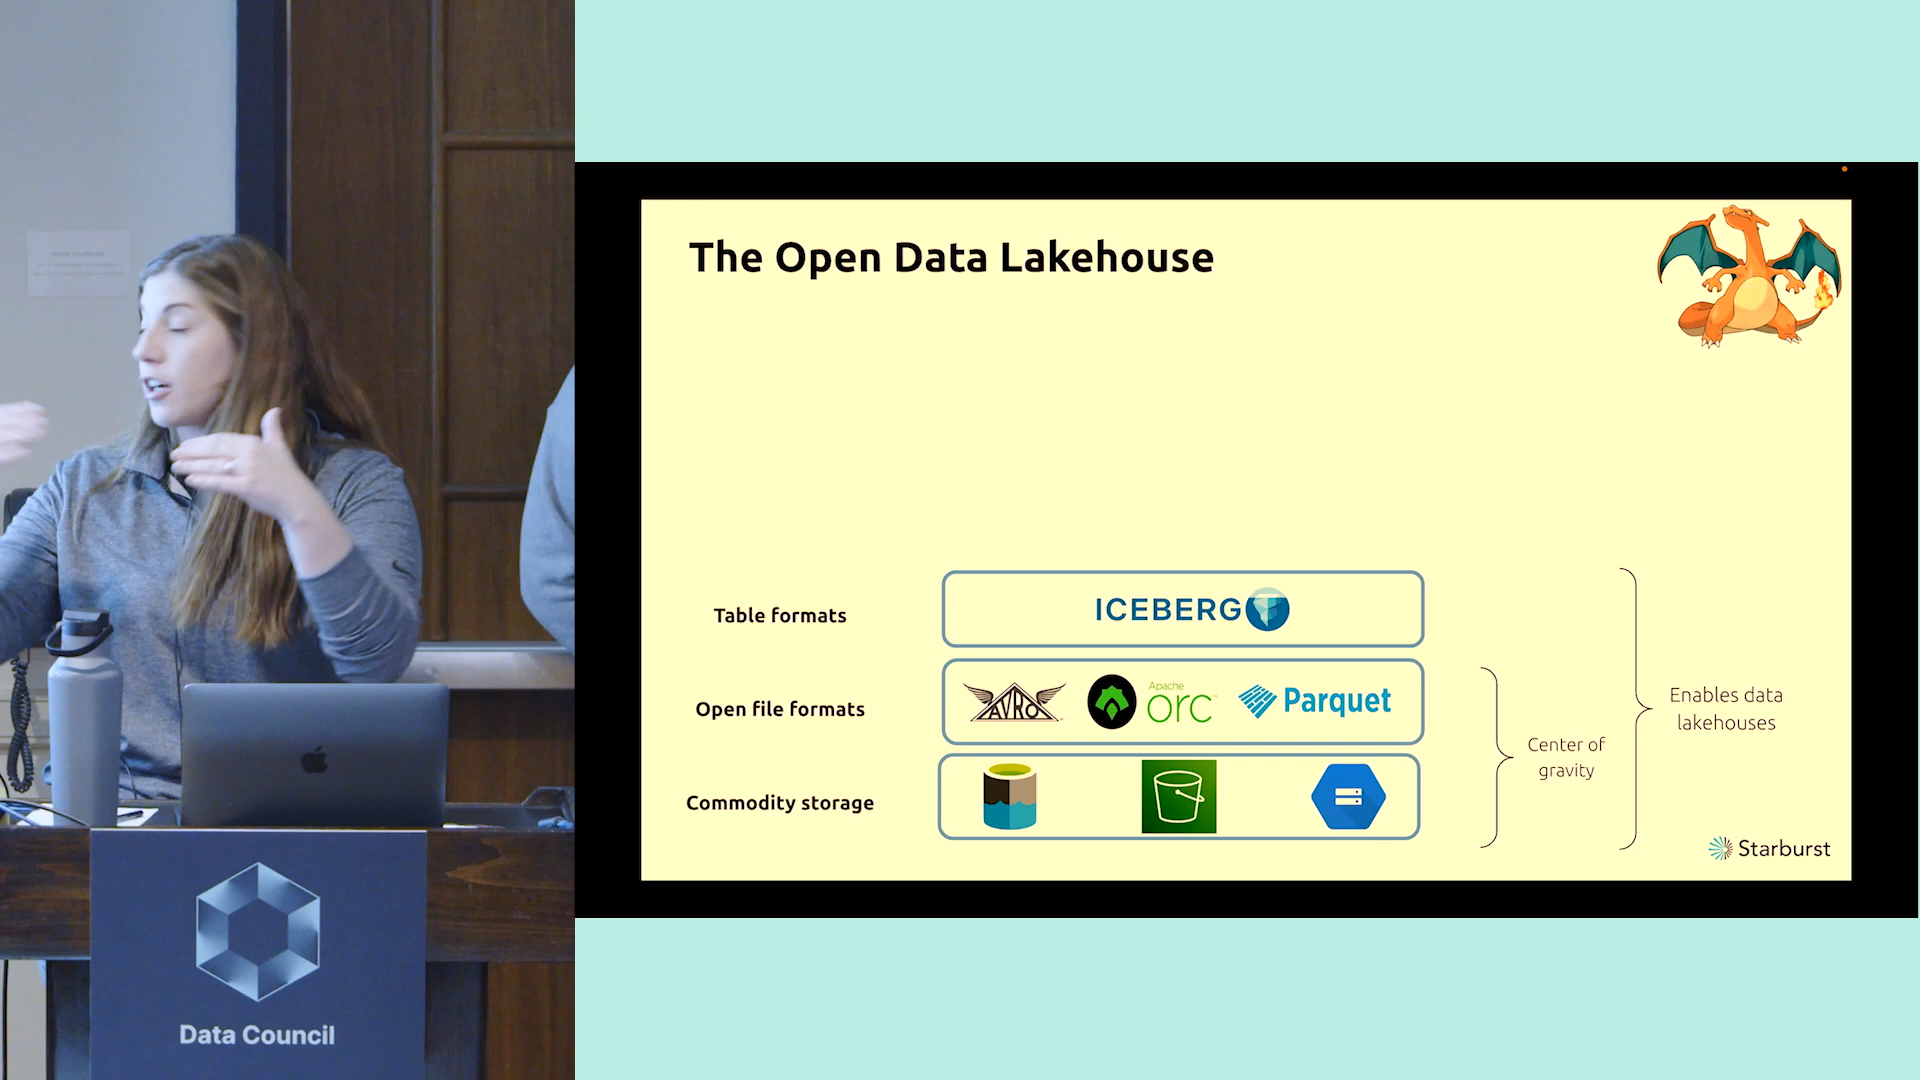 The Open Data Lakehouse
Table formats
ICEBERG
Open file formats
AVRO
Apache
orc
Parquet
Center of
gravity
Enables data
lakehouses
Commodity storage
Starburst
Data Council